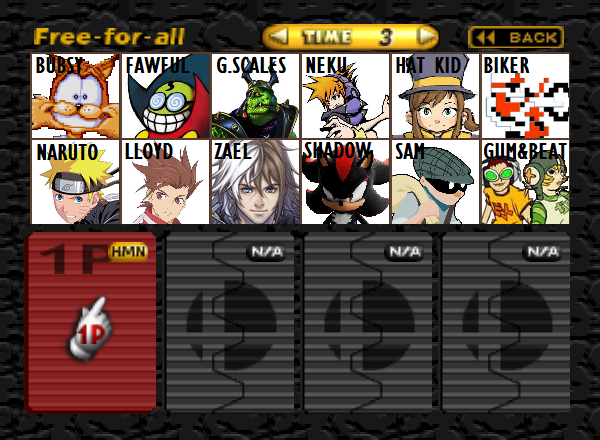 Free-for-all TIME 3 BACK
BUBSY FAWFUL G.SCALES NEKU HAT KID BIKER
NARUTO LLOYD ZAEL SHADOW SAM GUM&BEAT
1P HMN N/A N/A N/A
1P